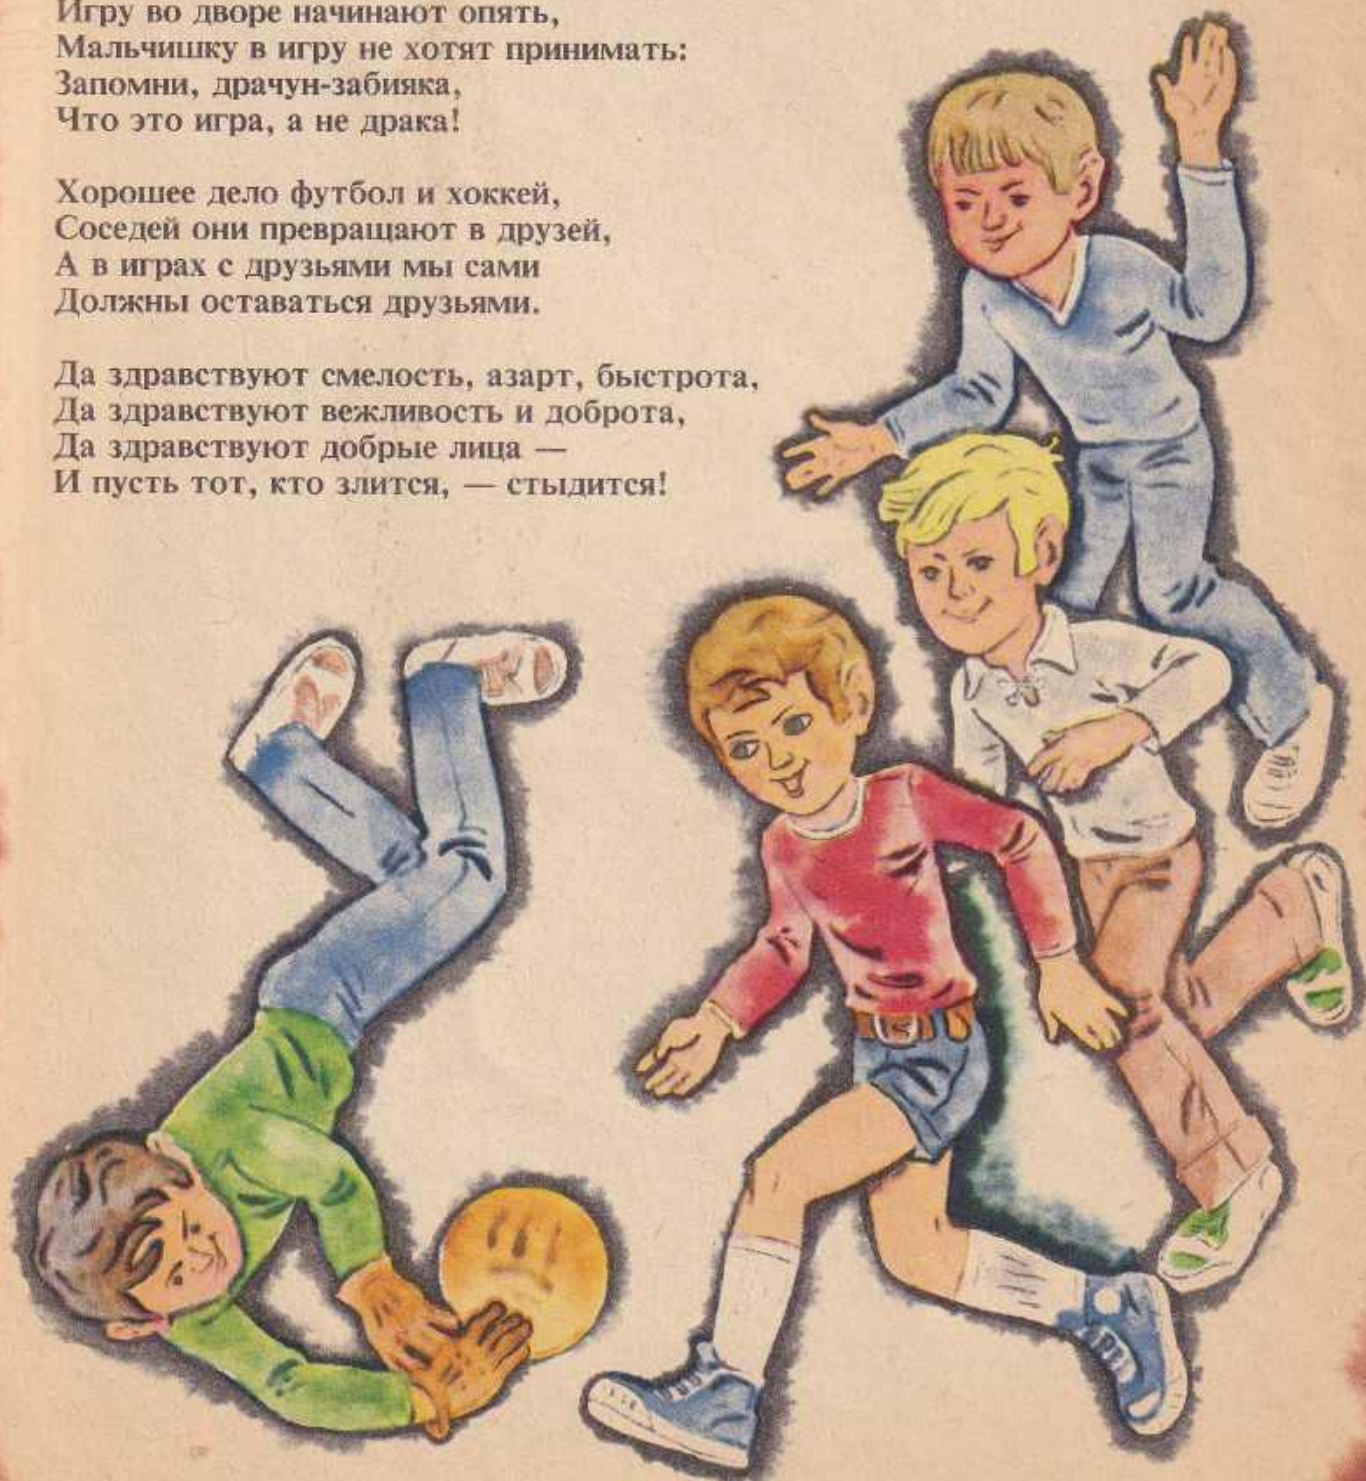 Игру во дворе начинают опять,
Мальчишку в игру не хотят принимать:
Запомни, драчун-забияка,
Что это игра, а не драка!

Хорошее дело футбол и хоккей,
Соседей они превращают в друзей,
А в играх с друзьями мы сами
Должны оставаться друзьями.

Да здравствуют смелость, азарт, быстрота,
Да здравствуют вежливость и доброта,
Да здравствуют добрые лица —
И пусть тот, кто злится, — стыдится!